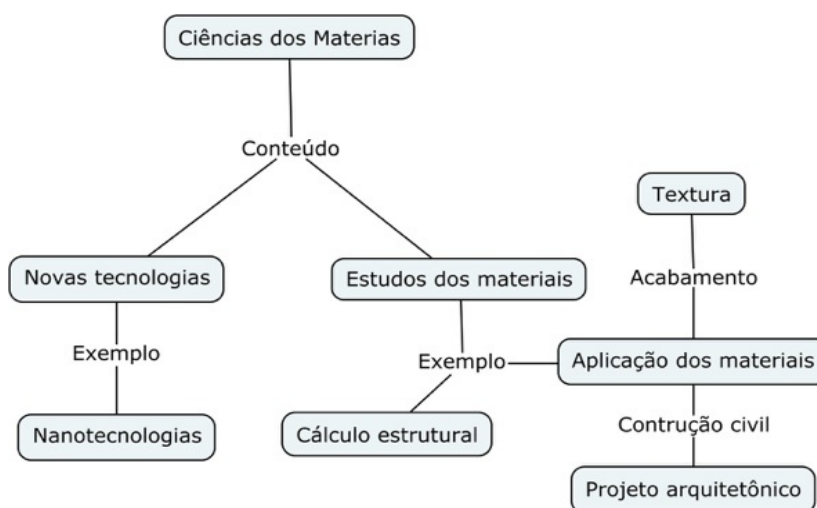 Ciências dos Materias
Conteúdo
Textura
Novas tecnologias
Estudos dos materiais
Acabamento
Exemplo
Exemplo
Aplicação dos materiais
Nanotecnologias
Cálculo estrutural
Contrução civil
Projeto arquitetônico